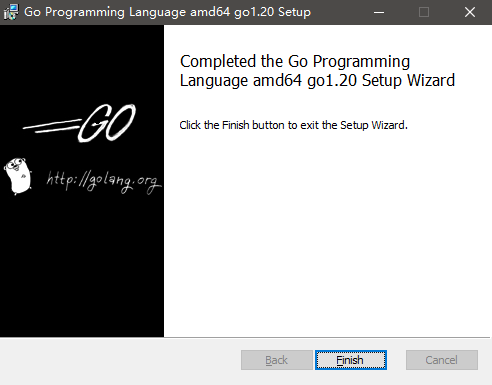 Go Programming Language amd64 go1.20 Setup
Completed the Go Programming
Language amd64 go1.20 Setup Wizard
Click the Finish button to exit the Setup Wizard.
GO
http://golang.org
Back
Finish
Cancel